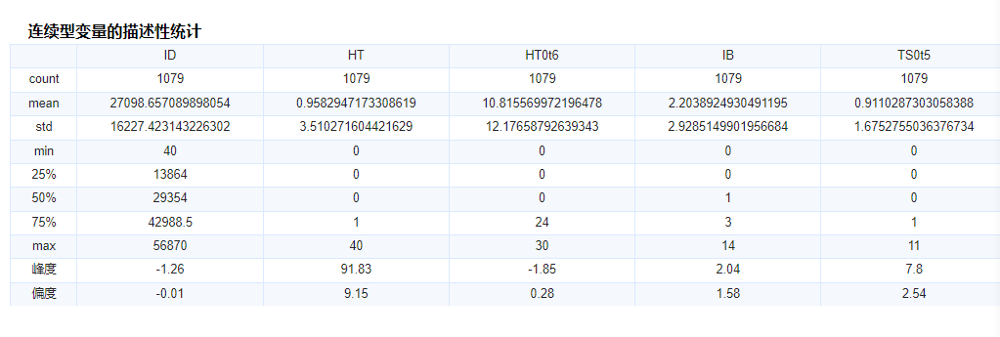 连续型变量的描述性统计
ID HT HT0t6 IB TS0t5
count 1079 1079 1079 1079 1079
mean 27098.657089898054 0.9582947173308619 10.815569972196478 2.2038924930491195 0.9110287303058388
std 16227.423143226302 3.510271604421629 12.17658792639343 2.9285149901956684 1.6752755036376734
min 40 0 0 0 0
25% 13864 0 0 0 0
50% 29354 0 0 1 0
75% 42988.5 1 24 3 1
max 56870 40 30 14 11
峰度 -1.26 91.83 -1.85 2.04 7.8
偏度 -0.01 9.15 0.28 1.58 2.54